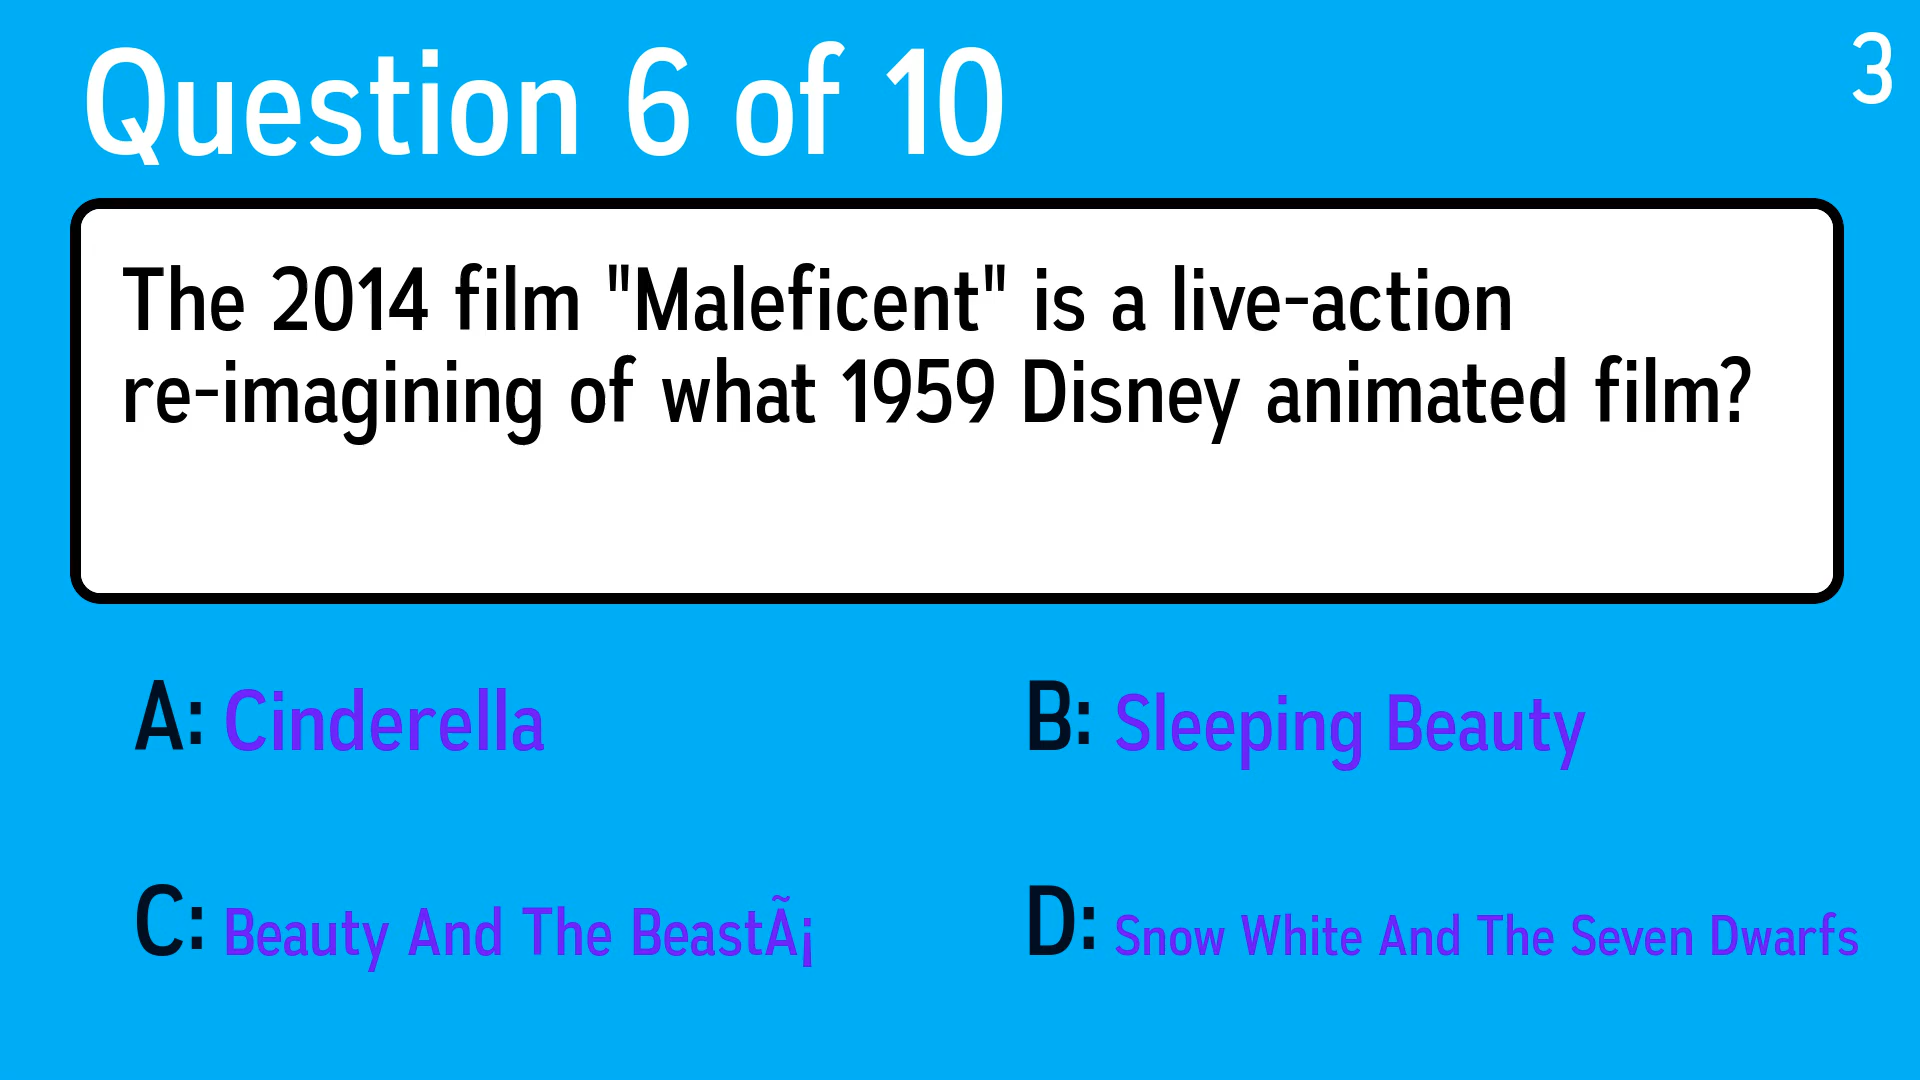 Question 6 of 10
3
The 2014 film "Maleficent" is a live-action
re-imagining of what 1959 Disney animated film?
A: Cinderella
B: Sleeping Beauty
C: Beauty And The BeastÃ¡
D: Snow White And The Seven Dwarfs